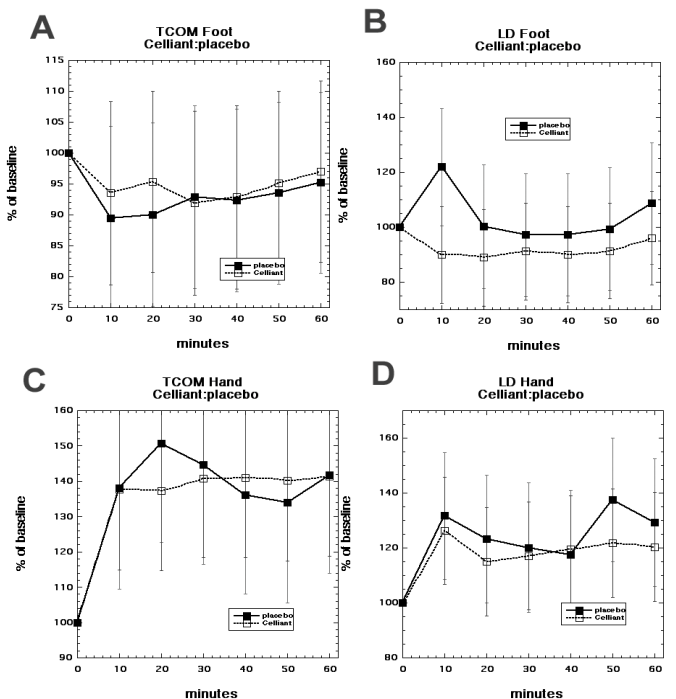 A
TCOM Foot
Celliant:placebo
115
110
105
100
95
90
85
80
75
% of baseline
placebo
Celliant
0 10 20 30 40 50 60
minutes
B
LD Foot
Celliant:placebo
160
140
120
100
80
% of baseline
placebo
Celliant
0 10 20 30 40 50 60
minutes
C
TCOM Hand
Celliant:placebo
160
150
140
130
120
110
100
90
% of baseline
placebo
Celliant
0 10 20 30 40 50 60
minutes
D
LD Hand
Celliant:placebo
160
140
120
100
80
% of baseline
placebo
Celliant
0 10 20 30 40 50 60
minutes